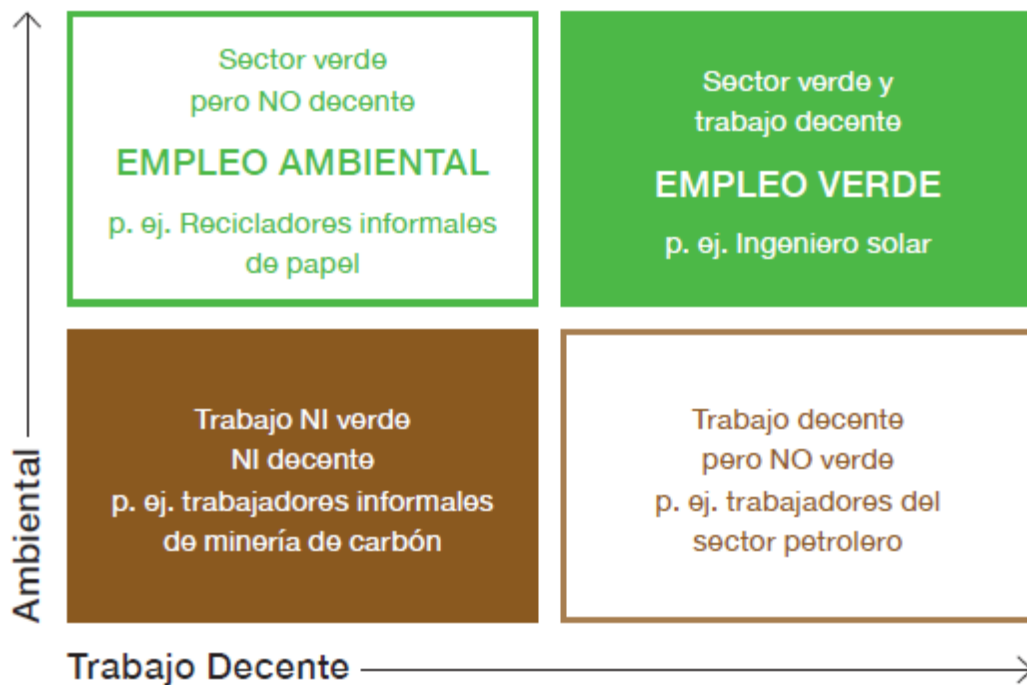 Sector verde
pero NO decente
EMPLEO AMBIENTAL
p. ej. Recicladores informales
de papel
Sector verde y
trabajo decente
EMPLEO VERDE
p. ej. Ingeniero solar
Trabajo NI verde
NI decente
p. ej. trabajadores informales
de minería de carbón
Trabajo decente
pero NO verde
p. ej. trabajadores del
sector petrolero
Ambiental
Trabajo Decente